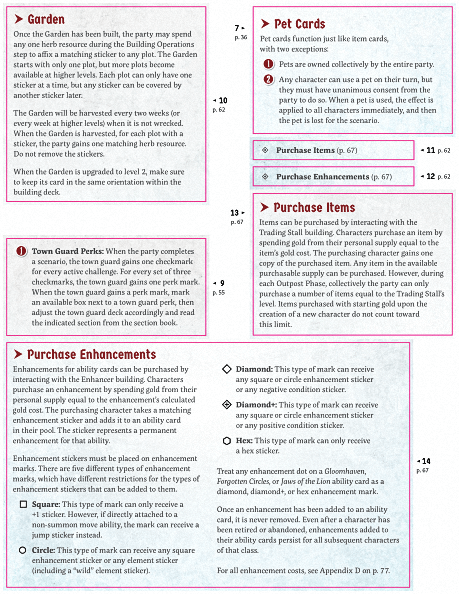 Garden
Once the Garden has been built, the party may spend
any one herb resource during the Building Operations
step to affix a matching sticker to any plot. The Garden
starts with only one plot, but more plots become
available at higher levels. Each plot can only have one
sticker at a time, but any sticker can be covered by
another sticker later.
The Garden will be harvested every two weeks (or
every week at higher levels) when it is not wrecked.
When the Garden is harvested, for each plot with a
sticker, the party gains one matching herb resource.
Do not remove the stickers.
When the Garden is upgraded to level 2, make sure
to keep its card in the same orientation within the
building deck.
10
p. 62
7
p. 36
Pet Cards
Pet cards function just like item cards,
with two exceptions:
1 Pets are owned collectively by the entire party.
2 Any character can use a pet on their turn, but
they must have unanimous consent from the
party to do so. When a pet is used, the effect is
applied to all characters immediately, and then
the pet is lost for the scenario.
Purchase Items (p. 67)
11 p. 62
Purchase Enhancements (p. 67)
12 p. 62
13
p. 67
Purchase Items
Items can be purchased by interacting with the
Trading Stall building. Characters purchase an item by
spending gold from their personal supply equal to the
item's gold cost. The purchasing character gains one
copy of the purchased item. Any item in the available
purchasable supply can be purchased. However, during
each Outpost Phase, collectively the party can only
purchase a number of items equal to the Trading Stall's
level. Items purchased with starting gold upon the
creation of a new character do not count toward
this limit.
1 Town Guard Perks: When the party completes
a scenario, the town guard gains one checkmark
for every active challenge. For every set of three
checkmarks, the town guard gains one perk mark.
When the town guard gains a perk mark, mark
an available box next to a town guard perk, then
adjust the town guard deck accordingly and read
the indicated section from the section book.
9
p. 55
Purchase Enhancements
Enhancements for ability cards can be purchased by
interacting with the Enhancer building. Characters
purchase an enhancement by spending gold from their
personal supply equal to the enhancement's calculated
gold cost. The purchasing character takes a matching
enhancement sticker and adds it to an ability card
in their pool. The sticker represents a permanent
enhancement for that ability.
Enhancement stickers must be placed on enhancement
marks. There are five different types of enhancement
marks, which have different restrictions for the types of
enhancement stickers that can be added to them.
Square: This type of mark can only receive a
+1 sticker. However, if directly attached to a
non-summon move ability, the mark can receive a
jump sticker instead.
Circle: This type of mark can receive any square
enhancement sticker or any element sticker
(including a "wild" element sticker).
Diamond: This type of mark can receive
any square or circle enhancement sticker
or any negative condition sticker.
Diamond+: This type of mark can receive
any square or circle enhancement sticker
or any positive condition sticker.
Hex: This type of mark can only receive
a hex sticker.
Treat any enhancement dot on a Gloomhaven,
Forgotten Circles, or Jaws of the Lion ability card as a
diamond, diamond+, or hex enhancement mark.
Once an enhancement has been added to an ability
card, it is never removed. Even after a character has
been retired or abandoned, enhancements added to
their ability cards persist for all subsequent characters
of that class.
For all enhancement costs, see Appendix D on p. 77.
14
p. 67